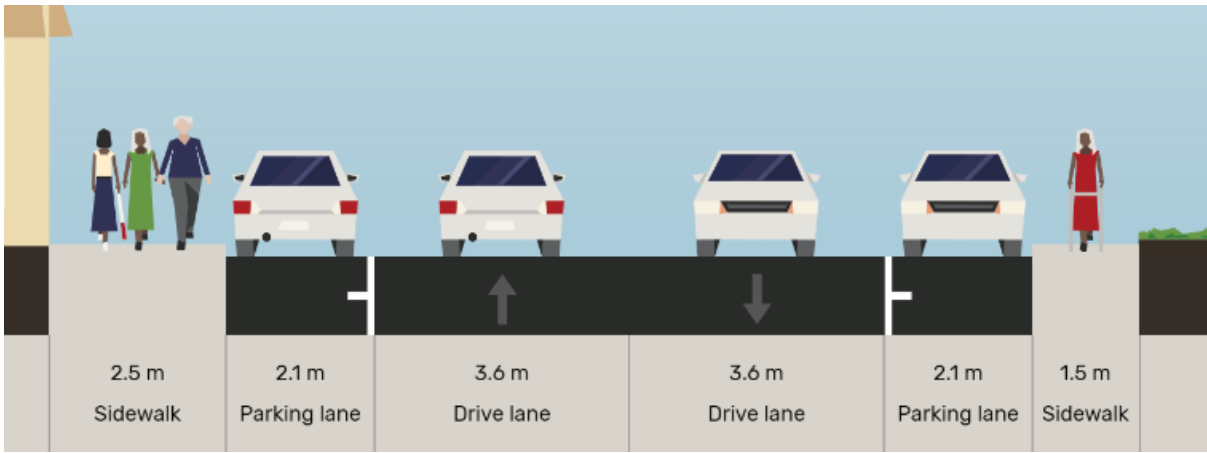 2.5 m
Sidewalk
2.1 m
Parking lane
3.6 m
Drive lane
3.6 m
Drive lane
2.1 m
Parking lane
1.5 m
Sidewalk